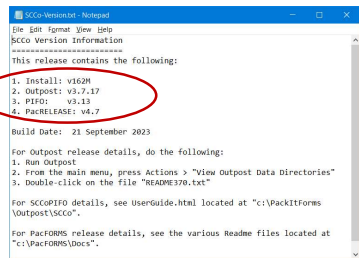 SCCo-Version.txt - Notepad
File Edit Format View Help
SCCo Version Information
========================
This release contains the following:
1. Install: v162M
2. Outpost: v3.7.17
3. PIFO: v3.13
4. PacRELEASE: v4.7
Build Date: 21 September 2023
For Outpost release details, do the following:
1. Run Outpost
2. From the main menu, press Actions > "View Outpost Data Directories"
3. Double-click on the file "README370.txt"
For SCCoPIFO details, see UserGuide.html located at "c:\PackItForms
\Outpost\SCCo".
For PacFORMS release details, see the various Readme files located at
"c:\PacFORMS\Docs".